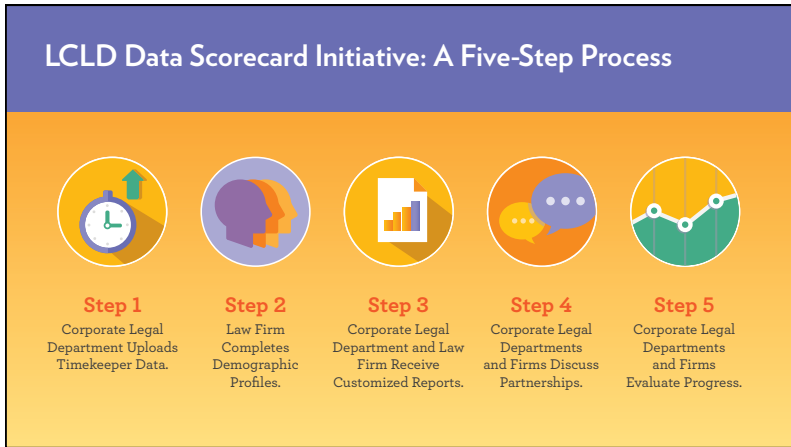 LCLD Data Scorecard Initiative: A Five-Step Process
Step 1
Corporate Legal
Department Uploads
Timekeeper Data.
Step 2
Law Firm
Completes
Demographic
Profiles.
Step 3
Corporate Legal
Department and Law
Firm Receive
Customized Reports.
Step 4
Corporate Legal
Departments
and Firms Discuss
Partnerships.
Step 5
Corporate Legal
Departments
and Firms
Evaluate Progress.